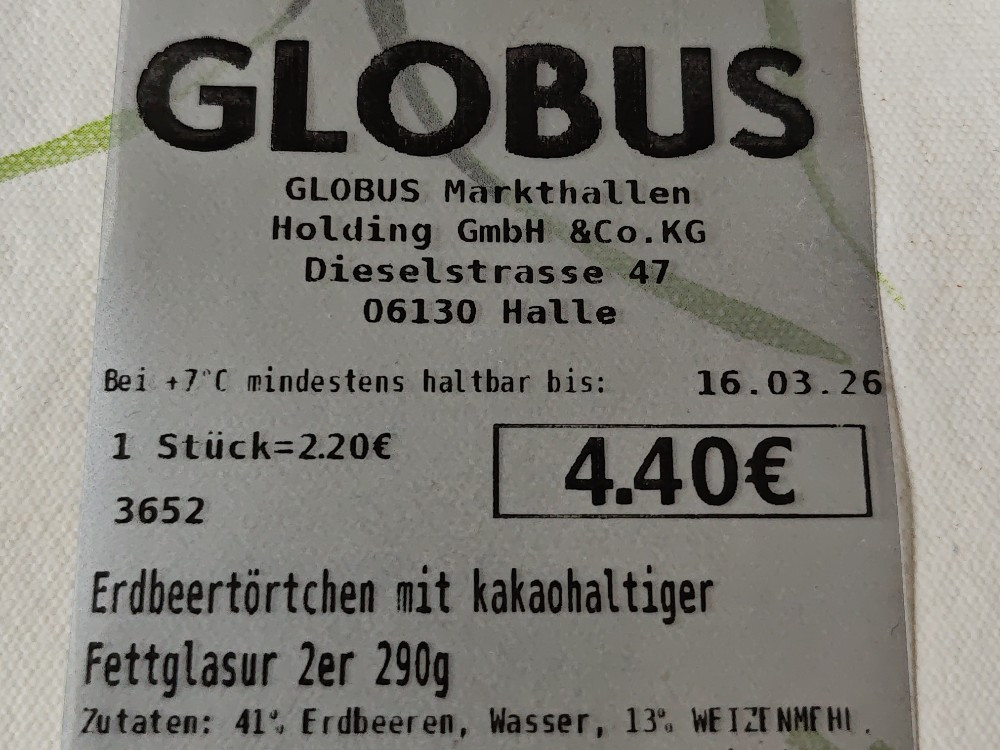 GLOBUS
GLOBUS Markthallen
Holding GmbH &Co.KG
Dieselstrasse 47
06130 Halle
Bei +7°C mindestens haltbar bis: 16.03.26
1 Stück=2.20€ 4.40€
3652
Erdbeertörtchen mit kakaohaltiger
Fettglasur 2er 290g
Zutaten: 41% Erdbeeren, Wasser, 13% WEIZENMEHL,